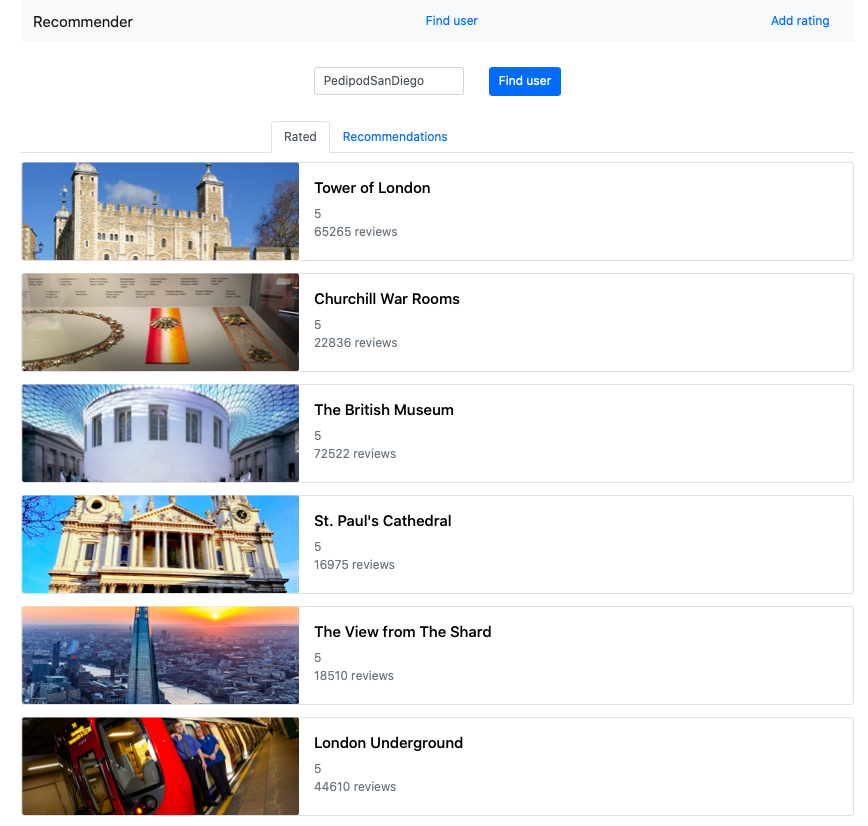 Recommender Find user Add rating
PedipodSanDiego Find user
Rated Recommendations
Tower of London
5
65265 reviews
Churchill War Rooms
5
22836 reviews
The British Museum
5
72522 reviews
St. Paul's Cathedral
5
16975 reviews
The View from The Shard
5
18510 reviews
London Underground
5
44610 reviews